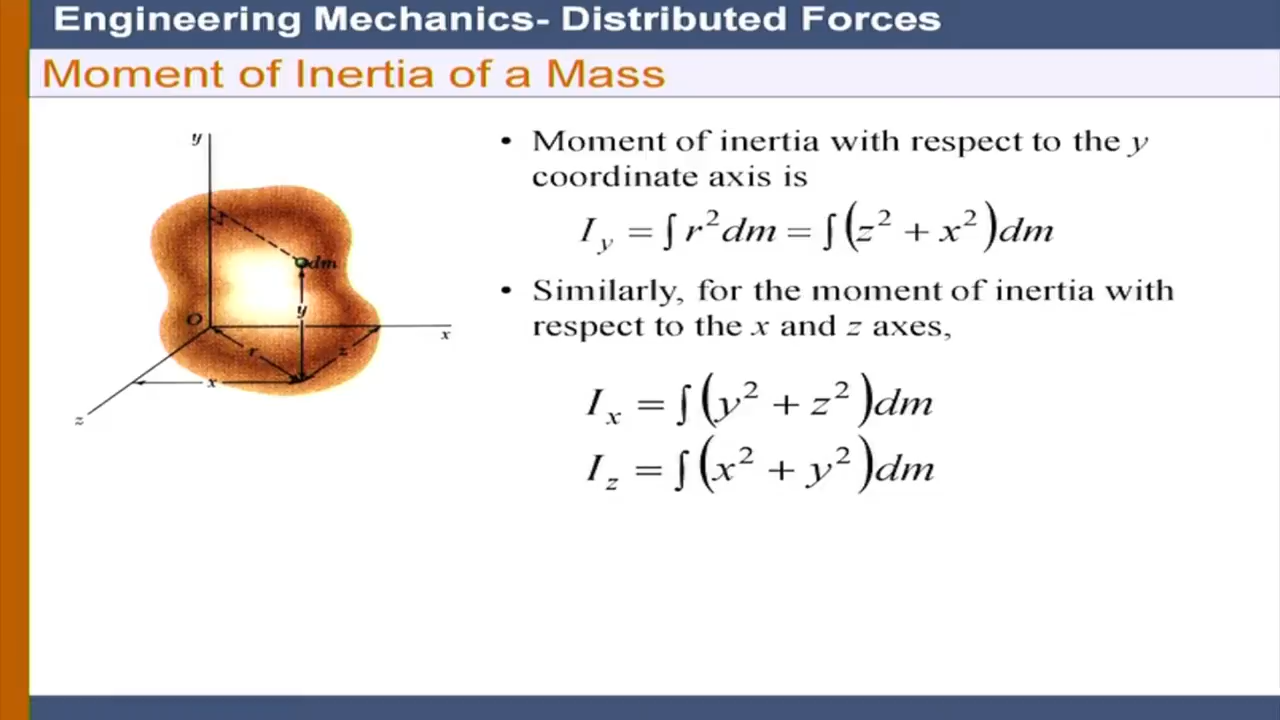 Engineering Mechanics- Distributed Forces
Moment of Inertia of a Mass
y
dm
y
O
x
r
z
x
z
• Moment of inertia with respect to the y
coordinate axis is
I_y = ∫ r² dm = ∫ (z² + x²) dm
• Similarly, for the moment of inertia with
respect to the x and z axes,
I_x = ∫ (y² + z²) dm
I_z = ∫ (x² + y²) dm